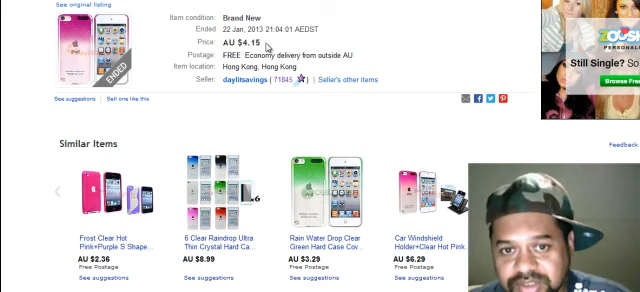 See original listing
ENDED
Item condition: Brand New
Ended 22 Jan, 2013 21:04:01 AEDST
Price: AU $4.15
Postage: FREE Economy delivery from outside AU
Item location: Hong Kong, Hong Kong
Seller: daylitsavings ( 71845 ) | Seller's other items
See suggestions | Sell one like this
ZOOSK
PERSONAL
Still Single? So
Browse Free
Similar Items
Feedback
x6
Frost Clear Hot
Pink+Purple S Shape...
AU $2.36
Free Postage
See suggestions
6 Clear Raindrop Ultra
Thin Crystal Hard Ca...
AU $8.99
See suggestions
Rain Water Drop Clear
Green Hard Case Cov...
AU $3.29
Free Postage
See suggestions
Car Windshield
Holder+Clear Hot Pink
AU $6.29
Free Postage
See suggestions